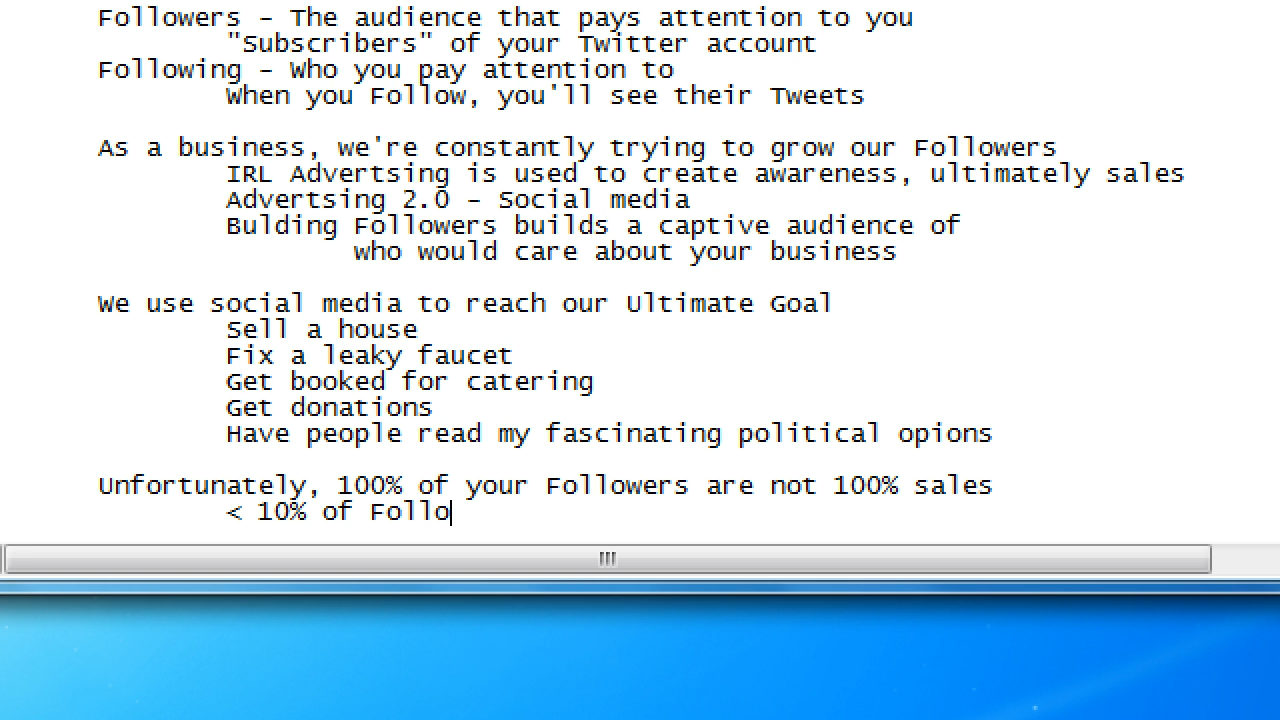 Followers – The audience that pays attention to you
"Subscribers" of your Twitter account
Following – Who you pay attention to
When you Follow, you'll see their Tweets
As a business, we're constantly trying to grow our Followers
IRL Advertsing is used to create awareness, ultimately sales
Advertsing 2.0 – Social media
Bulding Followers builds a captive audience of
who would care about your business
We use social media to reach our Ultimate Goal
Sell a house
Fix a leaky faucet
Get booked for catering
Get donations
Have people read my fascinating political opions
Unfortunately, 100% of your Followers are not 100% sales
< 10% of Follo